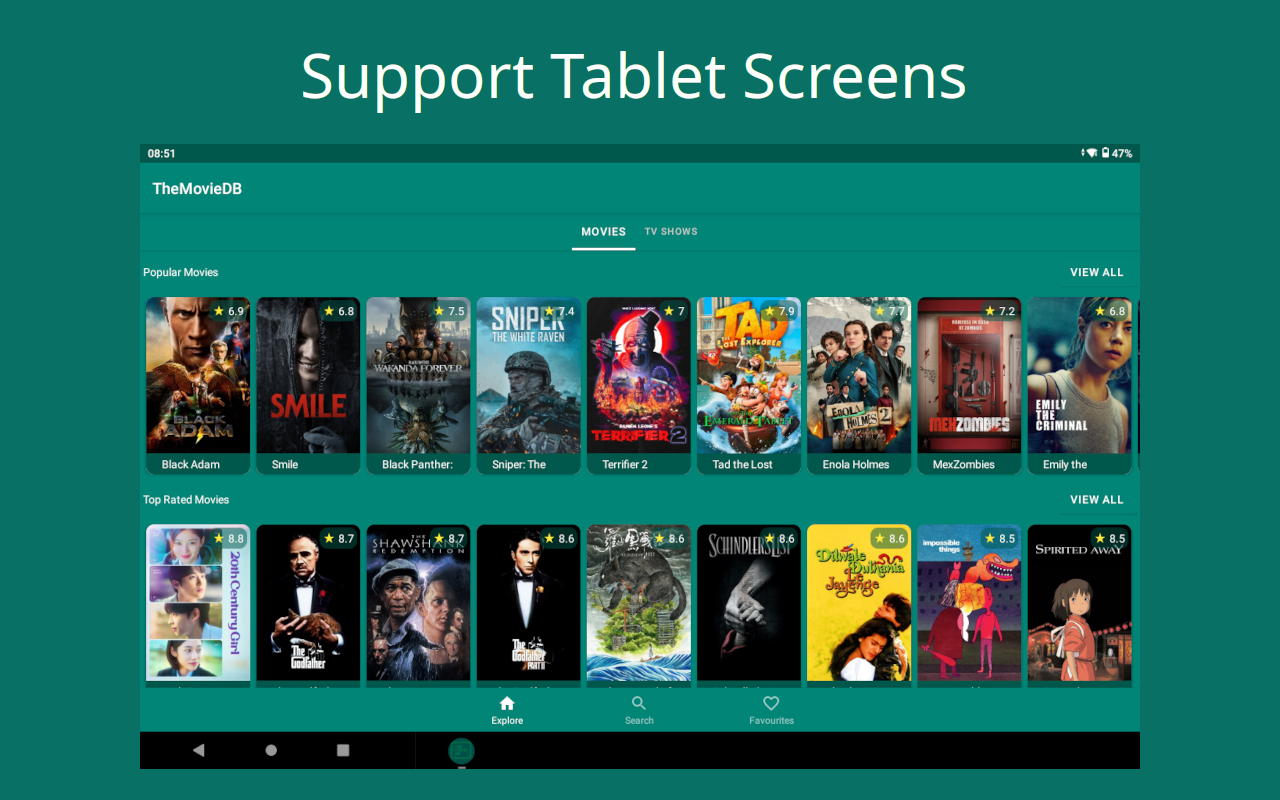 Support Tablet Screens
08:51
47%
TheMovieDB
MOVIES
TV SHOWS
Popular Movies
VIEW ALL
6.9
6.8
7.5
7.4
7
7.9
7.7
7.2
6.8
BLACK ADAM
SMILE
WAKANDA FOREVER
SNIPER
THE WHITE RAVEN
TERRIFIER 2
TAD
LOST EXPLORER
EMERALD TABLET
ENOLA HOLMES 2
MEXZOMBIES
EMILY
THE
CRIMINAL
Black Adam
Smile
Black Panther:
Sniper: The
Terrifier 2
Tad the Lost
Enola Holmes
MexZombies
Emily the
Top Rated Movies
VIEW ALL
8.8
8.7
8.7
8.6
8.6
8.6
8.6
8.5
8.5
20th Century Girl
The Godfather
THE SHAWSHANK REDEMPTION
The Godfather PART II
SCHINDLER'S LIST
Dilwale Dulhania Le Jayenge
impossible things
SPIRITED AWAY
Explore
Search
Favourites